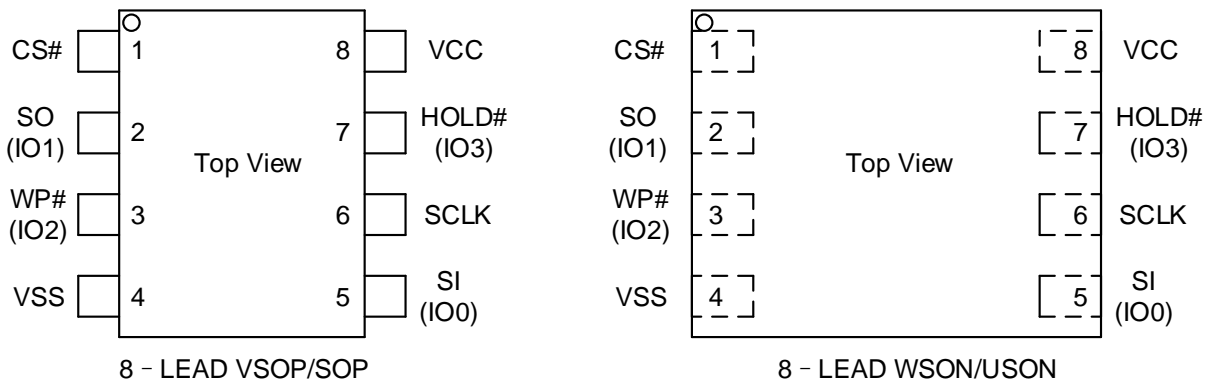 CS#
1
8
VCC
SO
(IO1)
2
7
HOLD#
(IO3)
Top View
WP#
(IO2)
3
6
SCLK
VSS
4
5
SI
(IO0)
8 – LEAD VSOP/SOP
CS#
1
8
VCC
SO
(IO1)
2
7
HOLD#
(IO3)
Top View
WP#
(IO2)
3
6
SCLK
VSS
4
5
SI
(IO0)
8 – LEAD WSON/USON